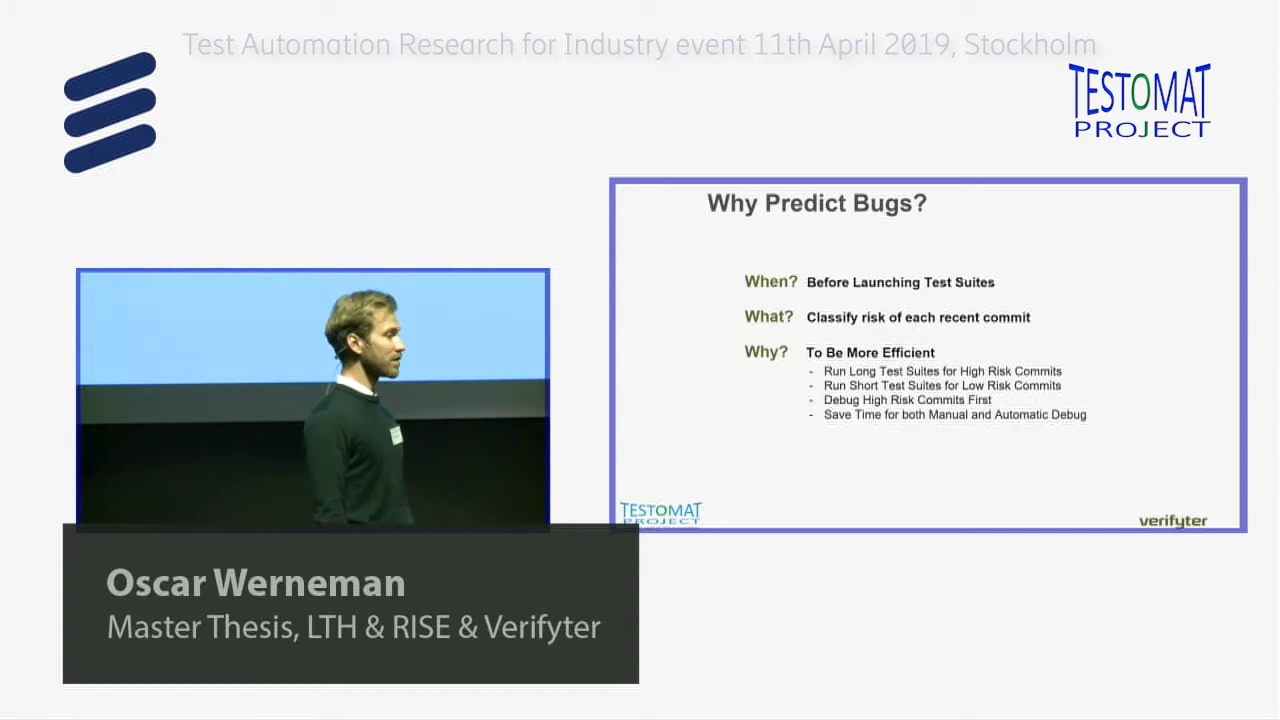 Test Automation Research for Industry event 11th April 2019, Stockholm
TESTOMAT
PROJECT
Why Predict Bugs?
When? Before Launching Test Suites
What? Classify risk of each recent commit
Why? To Be More Efficient
- Run Long Test Suites for High Risk Commits
- Run Short Test Suites for Low Risk Commits
- Debug High Risk Commits First
- Save Time for both Manual and Automatic Debug
TESTOMAT
PROJECT
verifyter
Oscar Werneman
Master Thesis, LTH & RISE & Verifyter